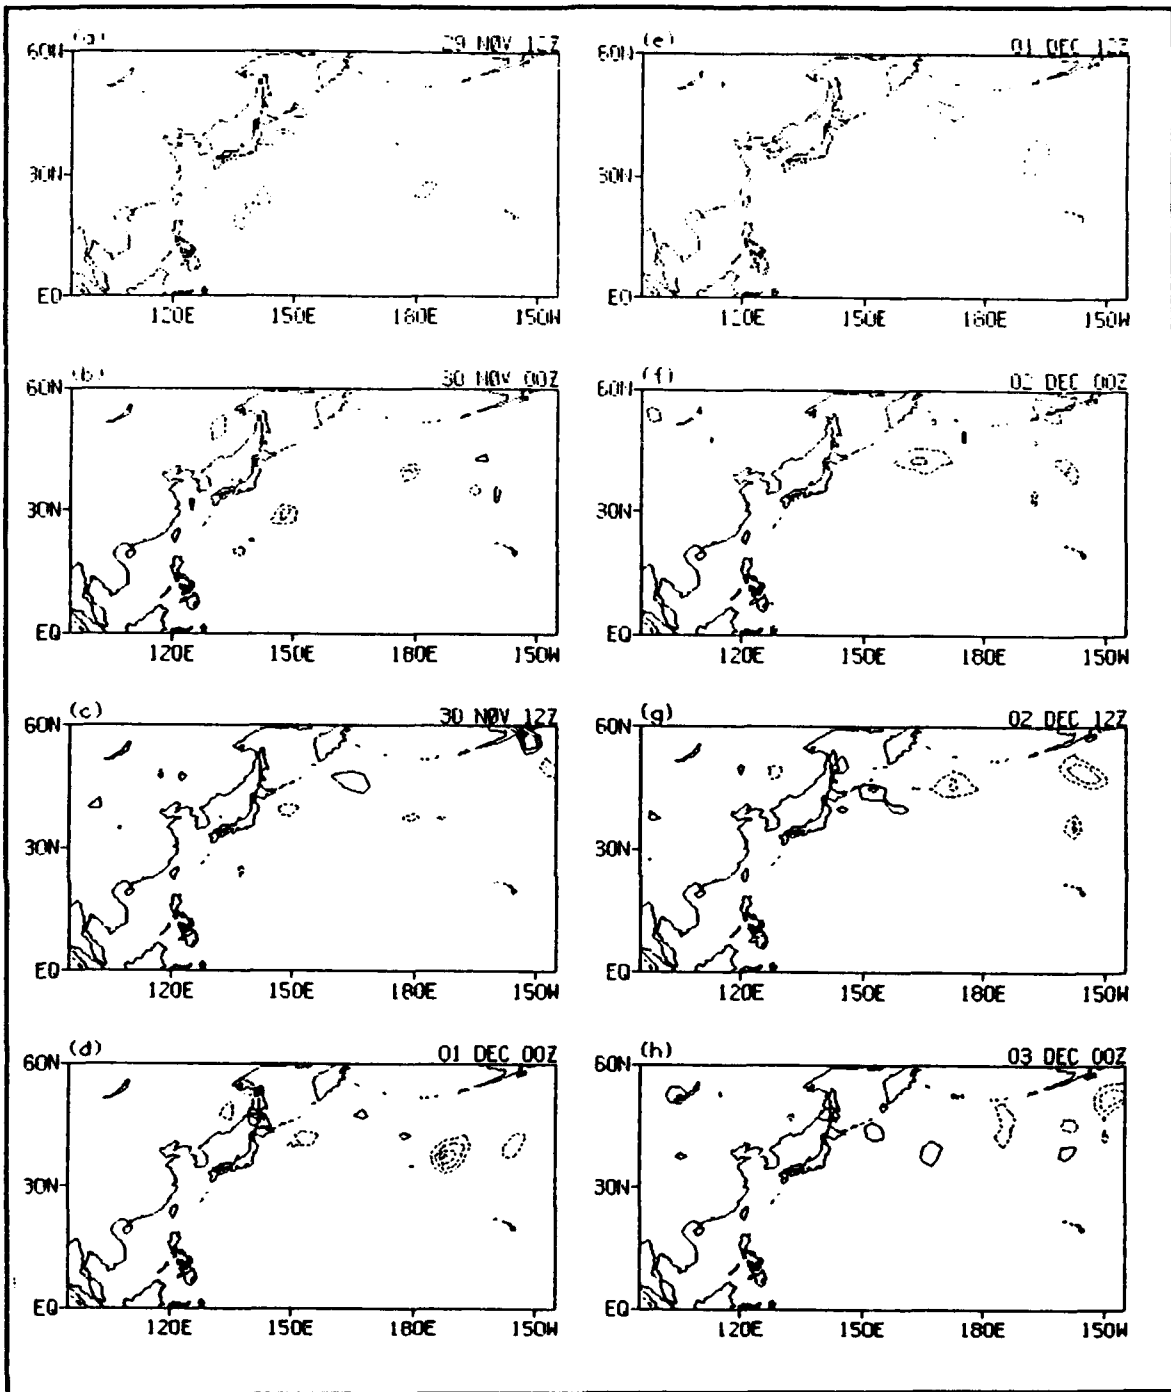 (a) 29 NOV 12Z
60N
30N
EQ
120E 150E 180E 150W
(e) 01 DEC 12Z
60N
30N
EQ
120E 150E 180E 150W
(b) 30 NOV 00Z
60N
30N
EQ
120E 150E 180E 150W
(f) 02 DEC 00Z
60N
30N
EQ
120E 150E 180E 150W
(c) 30 NOV 12Z
60N
30N
EQ
120E 150E 180E 150W
(g) 02 DEC 12Z
60N
30N
EQ
120E 150E 180E 150W
(d) 01 DEC 00Z
60N
30N
EQ
120E 150E 180E 150W
(h) 03 DEC 00Z
60N
30N
EQ
120E 150E 180E 150W